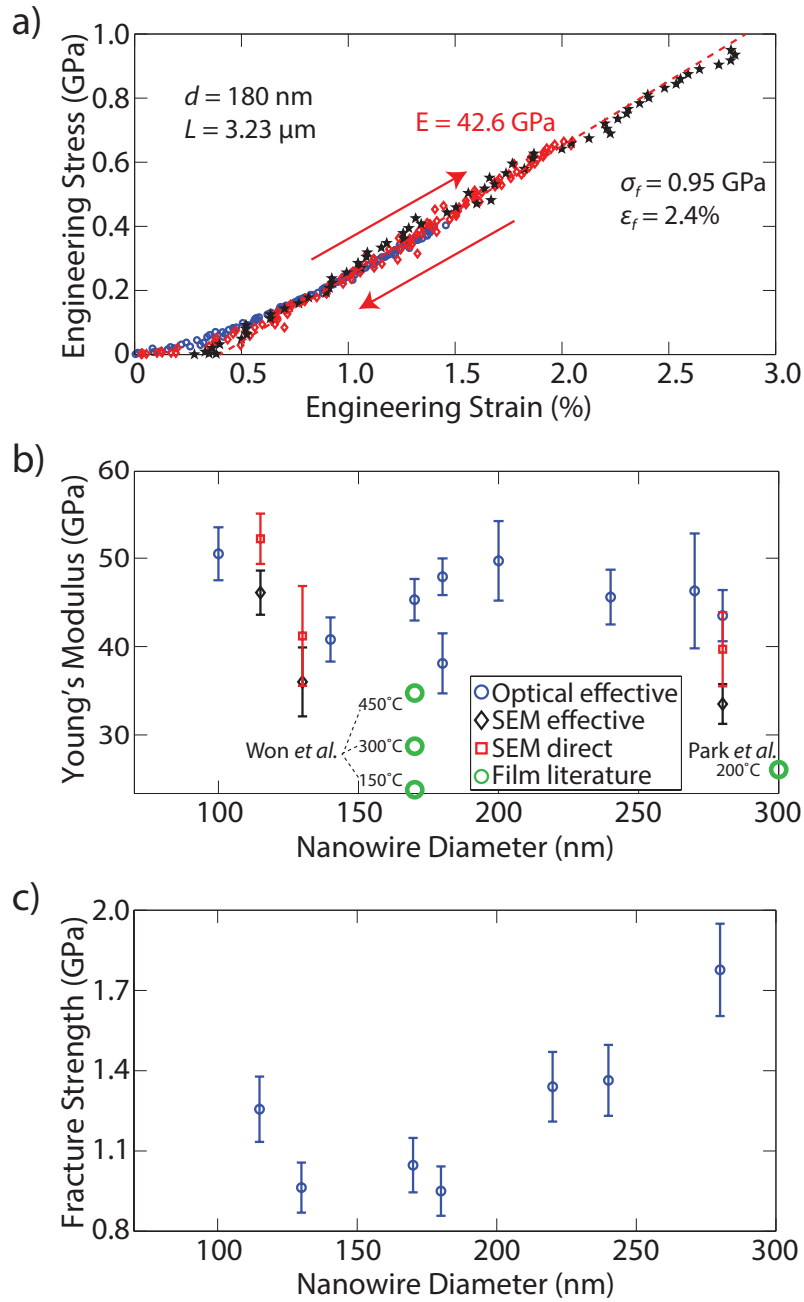 a)
1.0
0.8
0.6
0.4
0.2
0
Engineering Stress (GPa)
d = 180 nm
L = 3.23 μm
E = 42.6 GPa
σf = 0.95 GPa
εf = 2.4%
0 0.5 1.0 1.5 2.0 2.5 3.0
Engineering Strain (%)
b)
60
50
40
30
Young's Modulus (GPa)
Won et al.
450°C
300°C
150°C
Optical effective
SEM effective
SEM direct
Film literature
Park et al.
200°C
100 150 200 250 300
Nanowire Diameter (nm)
c)
2.0
1.7
1.4
1.1
0.8
Fracture Strength (GPa)
100 150 200 250 300
Nanowire Diameter (nm)